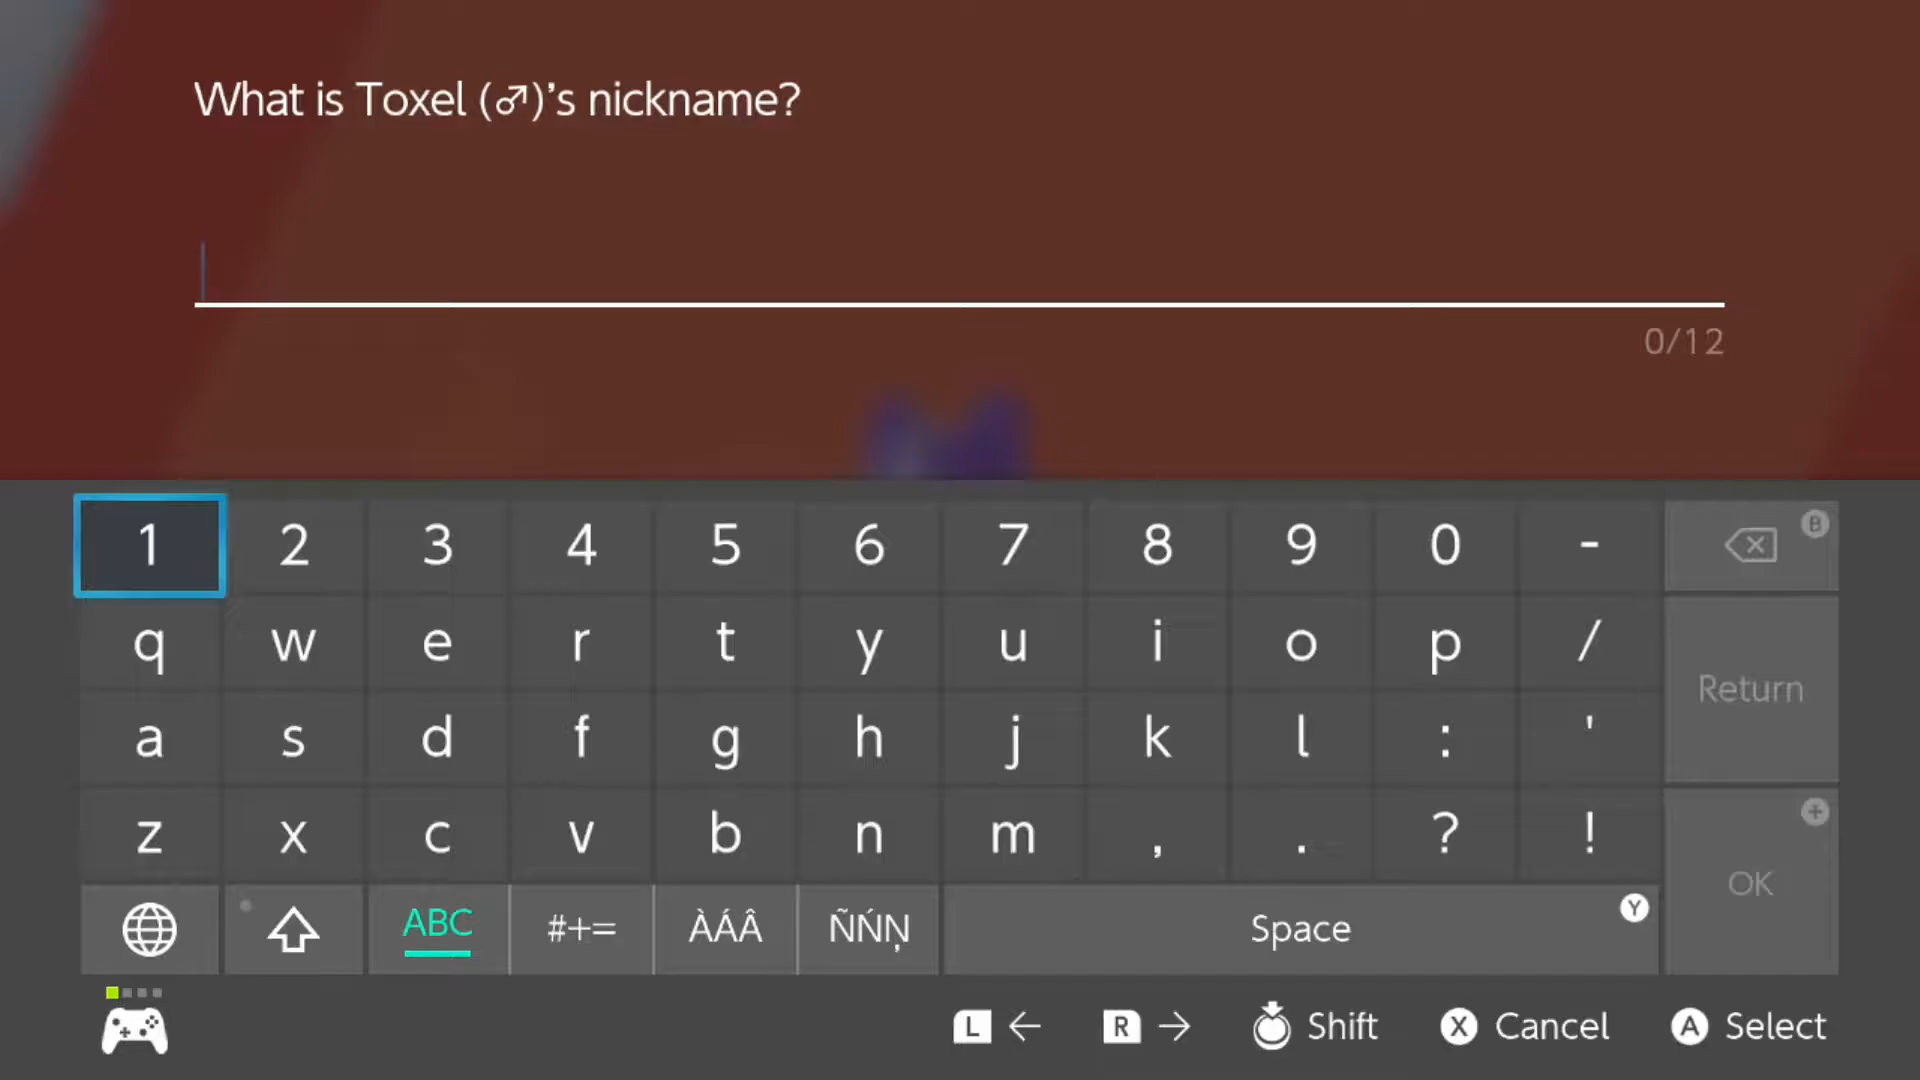 What is Toxel (♂)'s nickname?
0/12
1 2 3 4 5 6 7 8 9 0 - B
q w e r t y u i o p /
Return
a s d f g h j k l : '
z x c v b n m , . ? ! +
OK
ABC #+= ÀÁÂ ÑŃŅ Space Y
L ← R → Shift X Cancel A Select